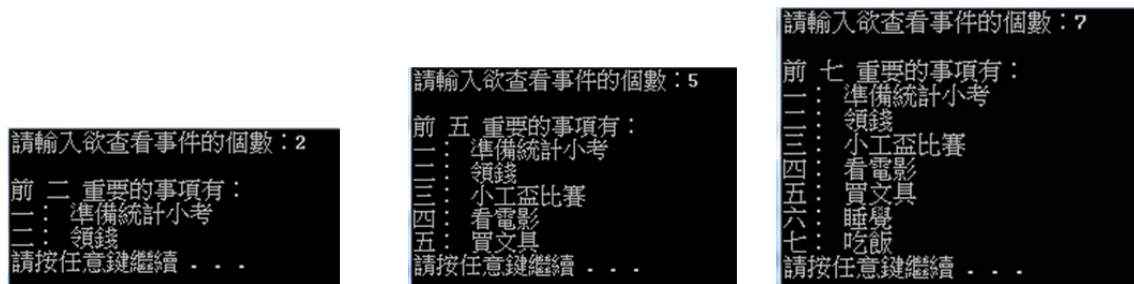 請輸入欲查看事件的個數：2
前 二 重要的事項有：
一： 準備統計小考
二： 領錢
請按任意鍵繼續 . . .
請輸入欲查看事件的個數：5
前 五 重要的事項有：
一： 準備統計小考
二： 領錢
三： 小工盃比賽
四： 看電影
五： 買文具
請按任意鍵繼續 . . .
請輸入欲查看事件的個數：7
前 七 重要的事項有：
一： 準備統計小考
二： 領錢
三： 小工盃比賽
四： 看電影
五： 買文具
六： 睡覺
七： 吃飯
請按任意鍵繼續 . . .